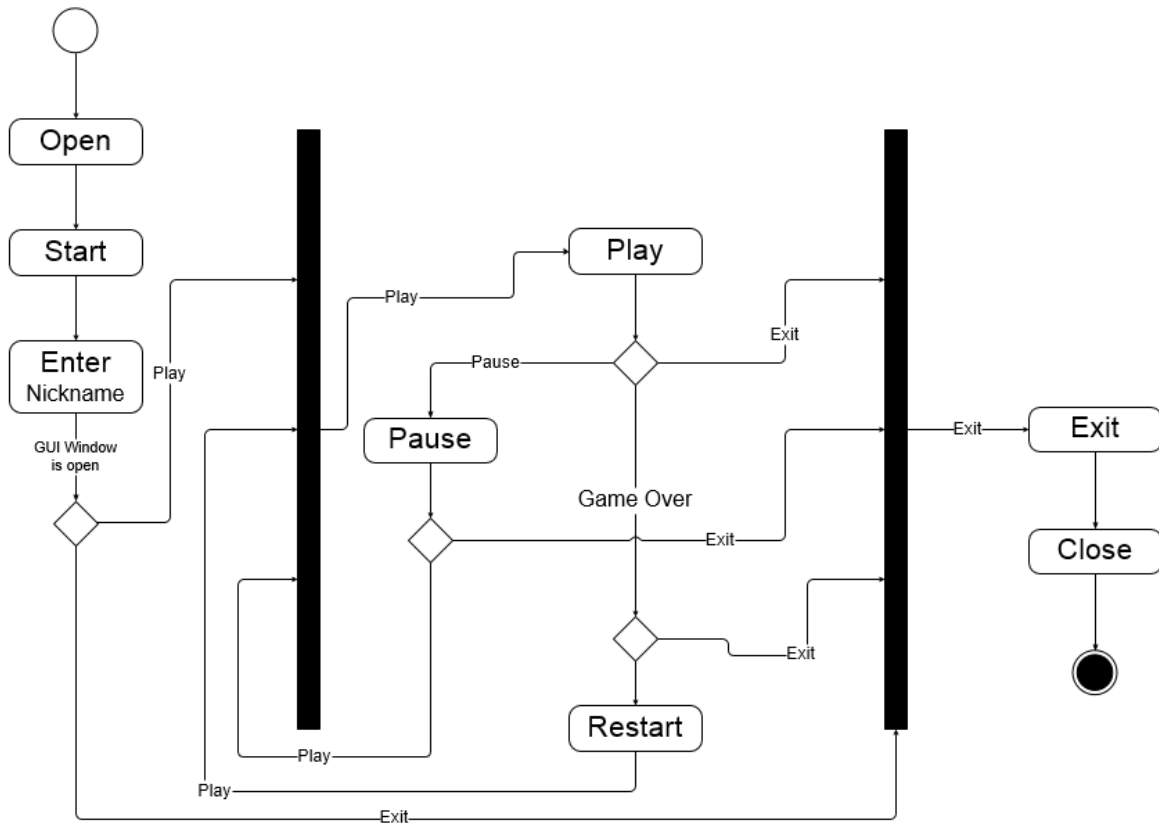 Open
Start
Play
Play
Enter
Nickname
Play
Exit
Pause
Pause
Exit
Exit
GUI Window
is open
Game Over
Exit
Close
Exit
Restart
Play
Play
Exit